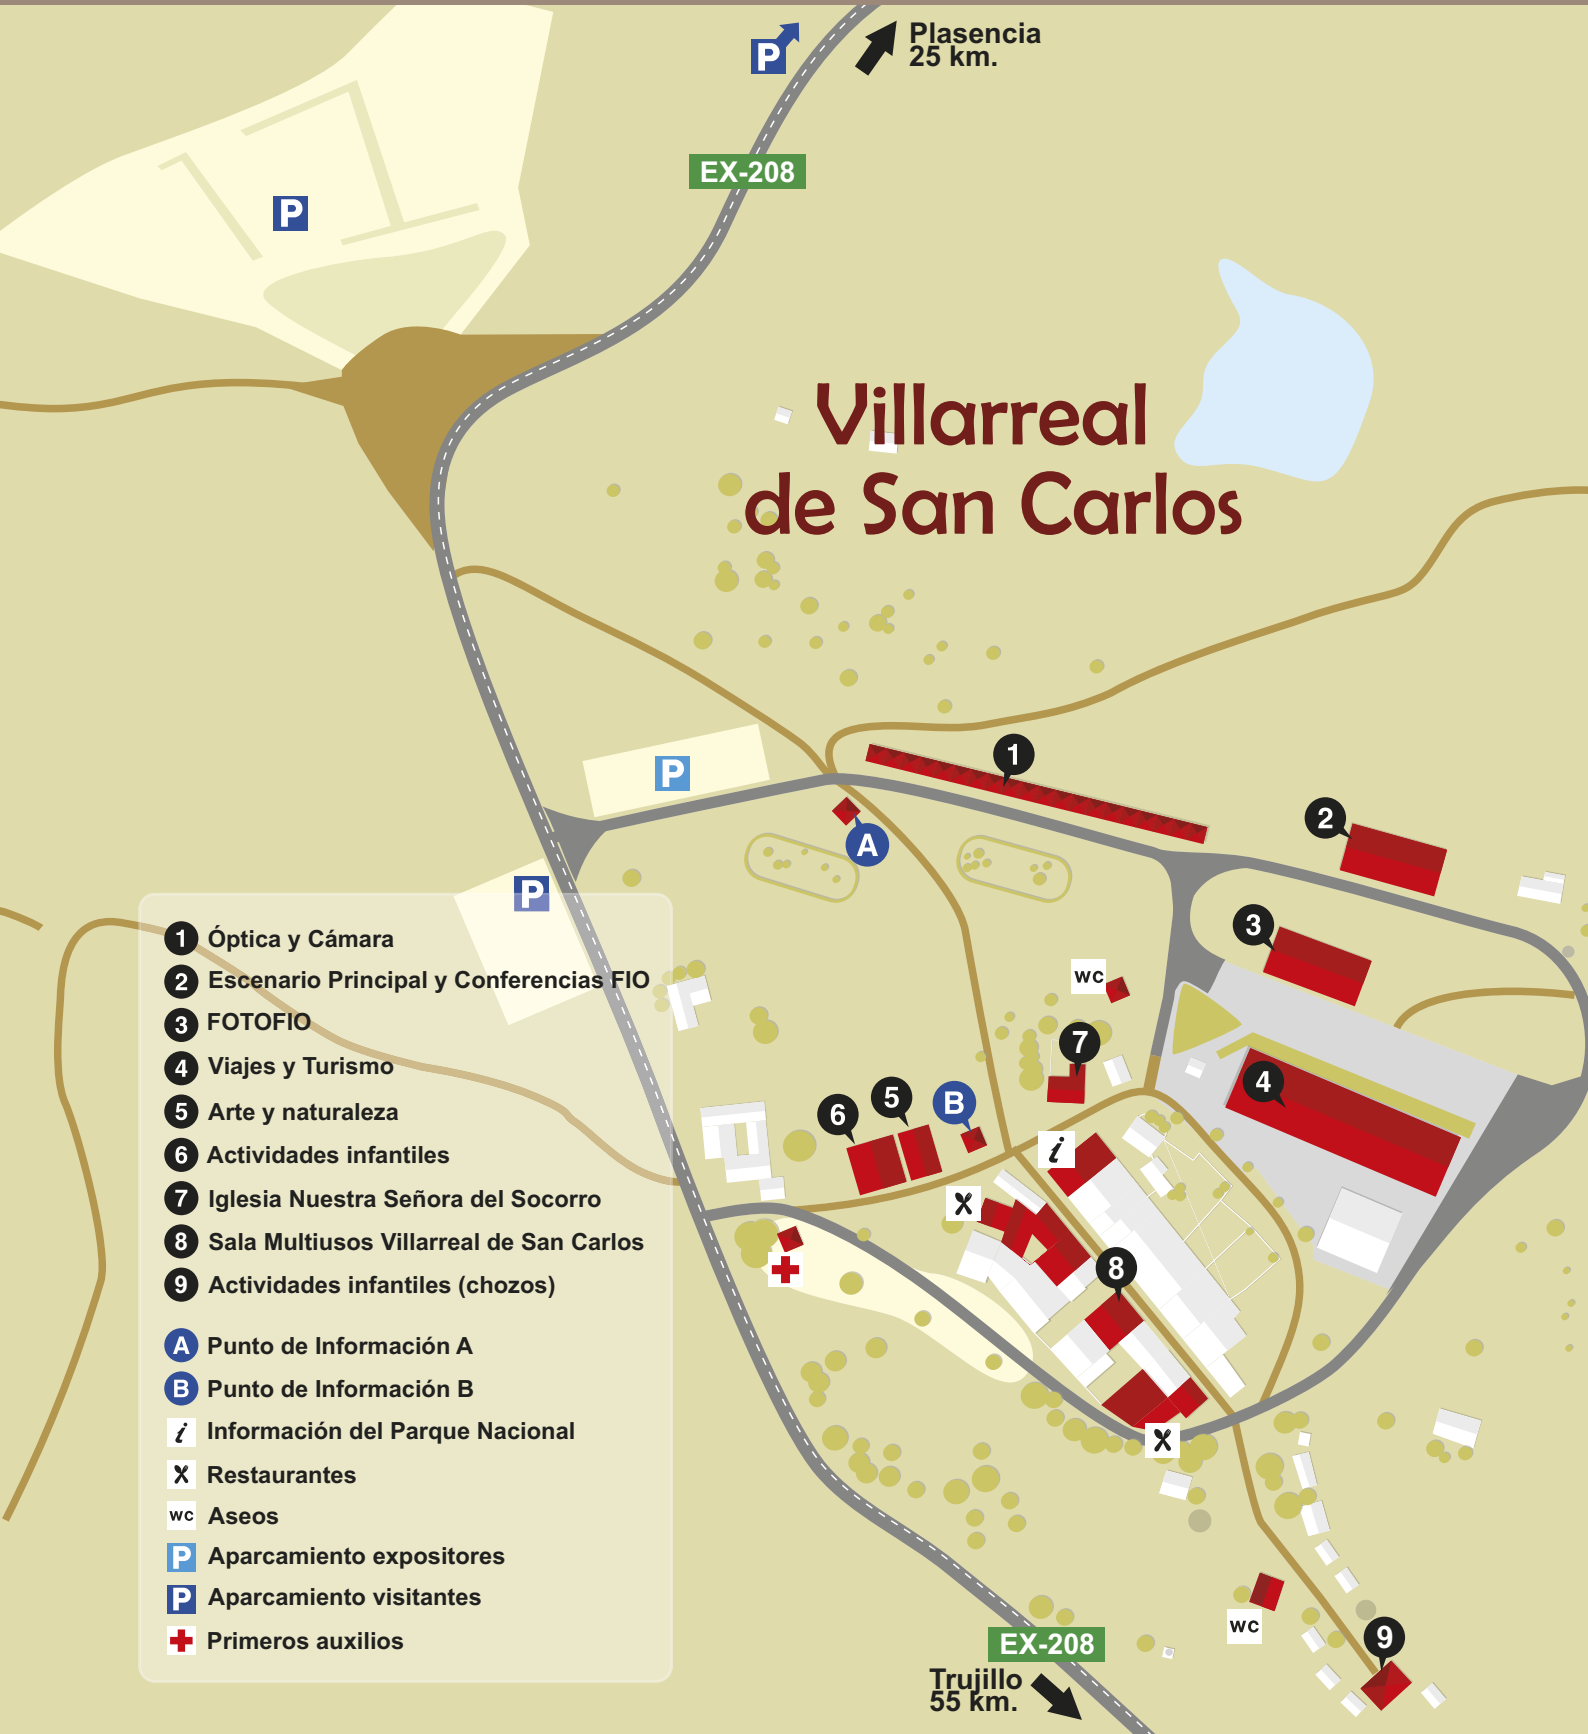 Plasencia
25 km.
P
EX-208
P
Villarreal
de San Carlos
1
P
2
A
P
3
WC
7
4
5
B
6
i
8
1 Óptica y Cámara
2 Escenario Principal y Conferencias FIO
3 FOTOFIO
4 Viajes y Turismo
5 Arte y naturaleza
6 Actividades infantiles
7 Iglesia Nuestra Señora del Socorro
8 Sala Multiusos Villarreal de San Carlos
9 Actividades infantiles (chozos)
A Punto de Información A
B Punto de Información B
i Información del Parque Nacional
Restaurantes
WC Aseos
P Aparcamiento expositores
P Aparcamiento visitantes
Primeros auxilios
WC
9
EX-208
Trujillo
55 km.